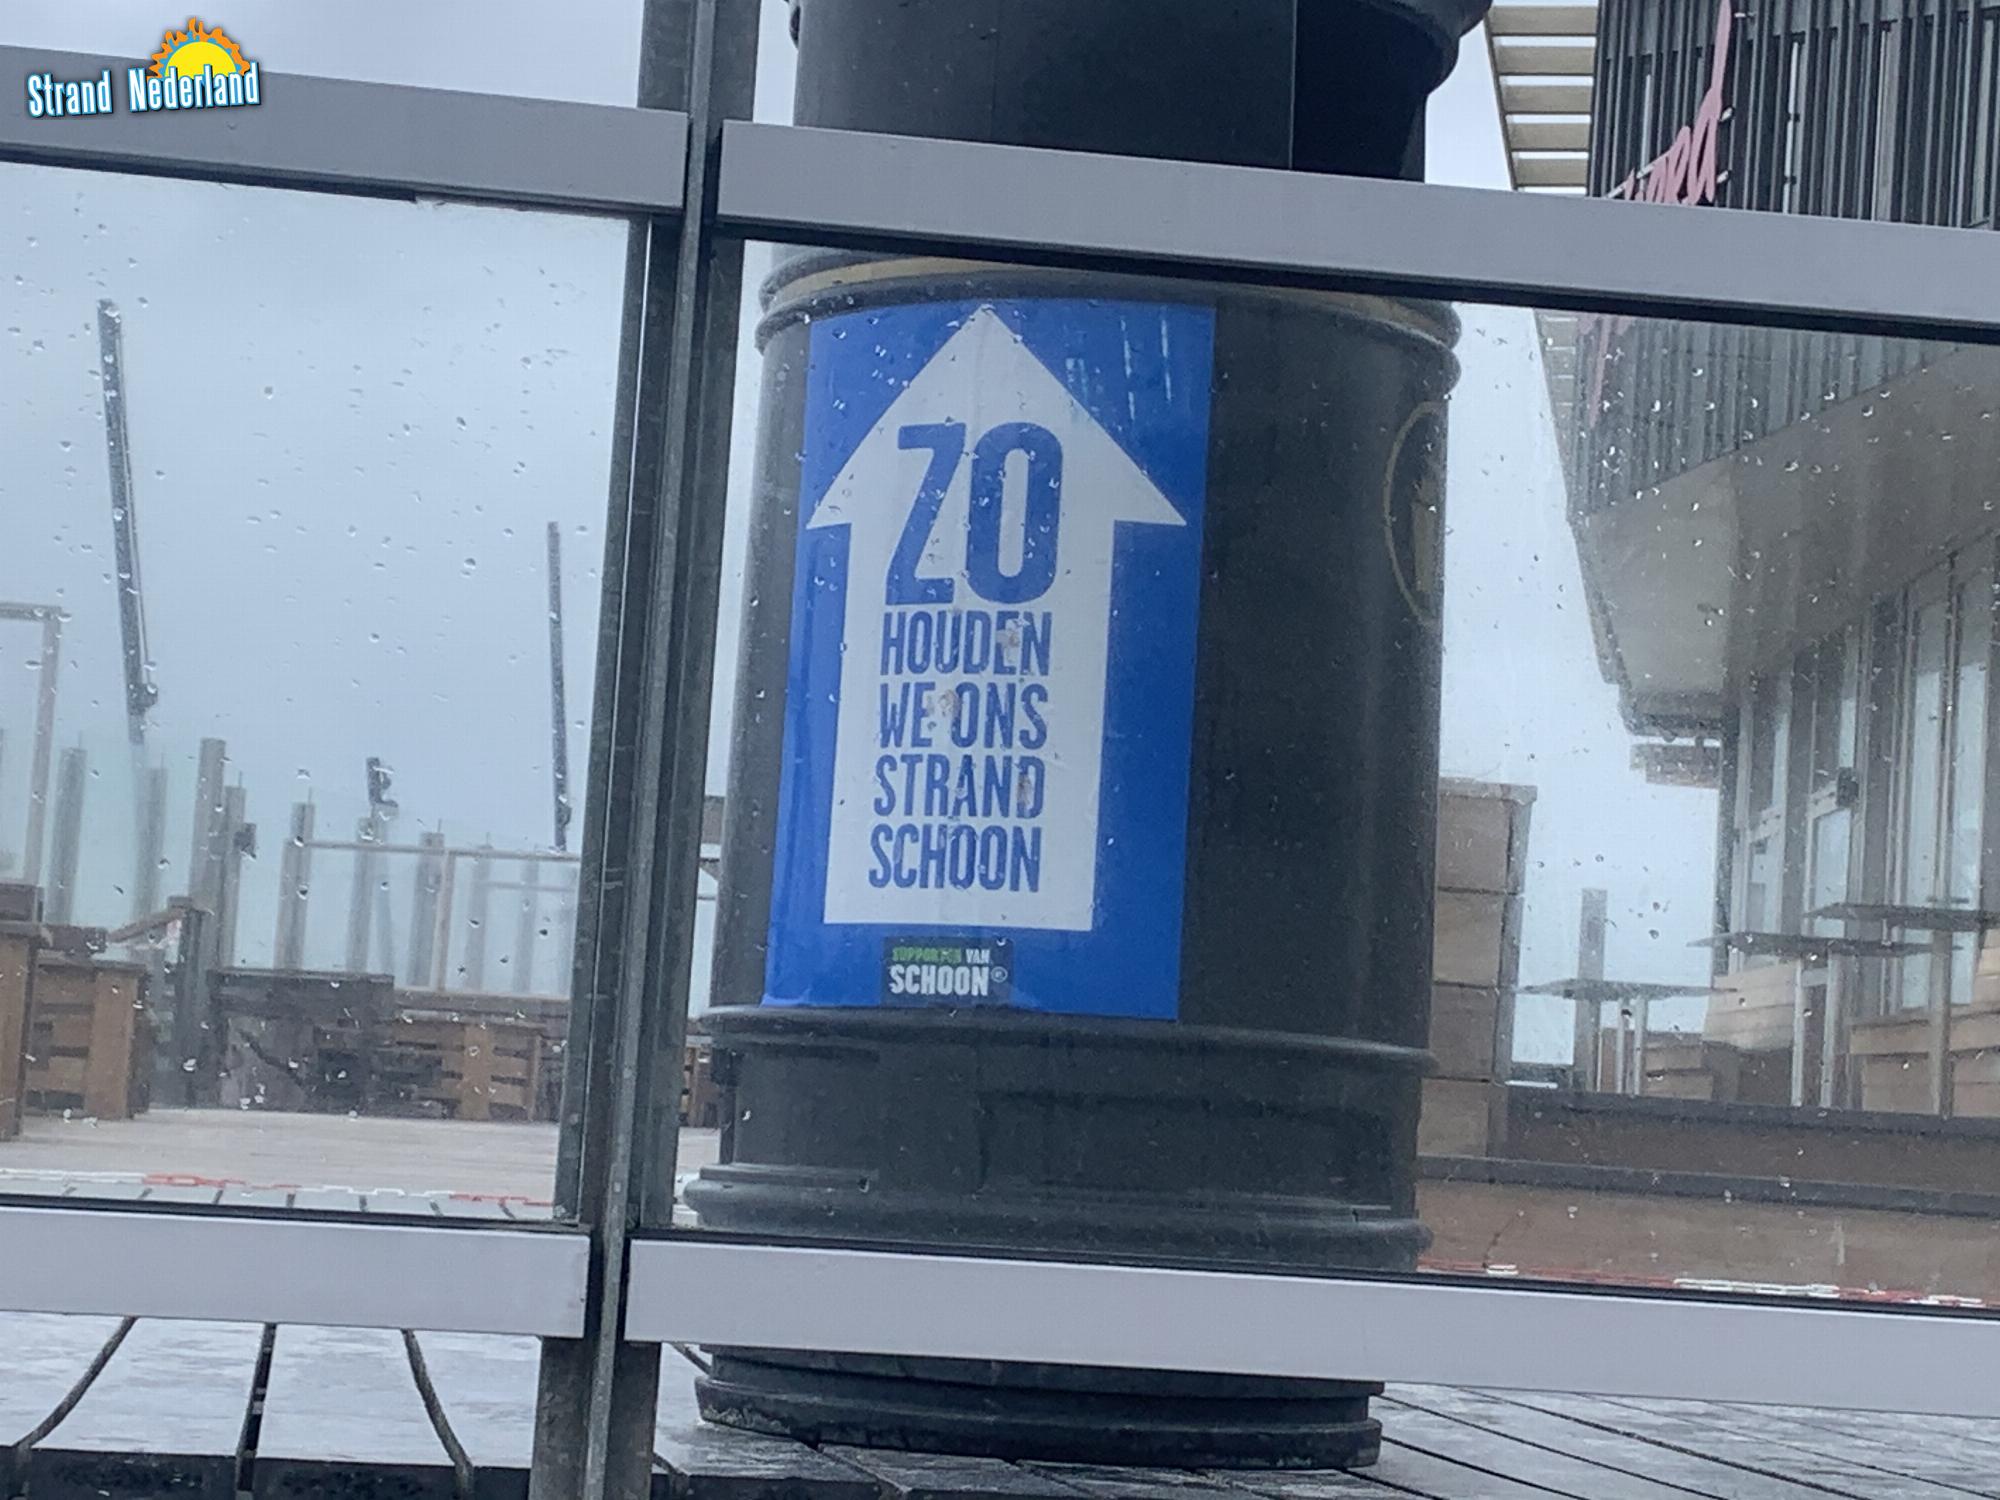 Strand Nederland
ZO
HOUDEN
WE ONS
STRAND
SCHOON
SUPPORTER VAN
SCHOON